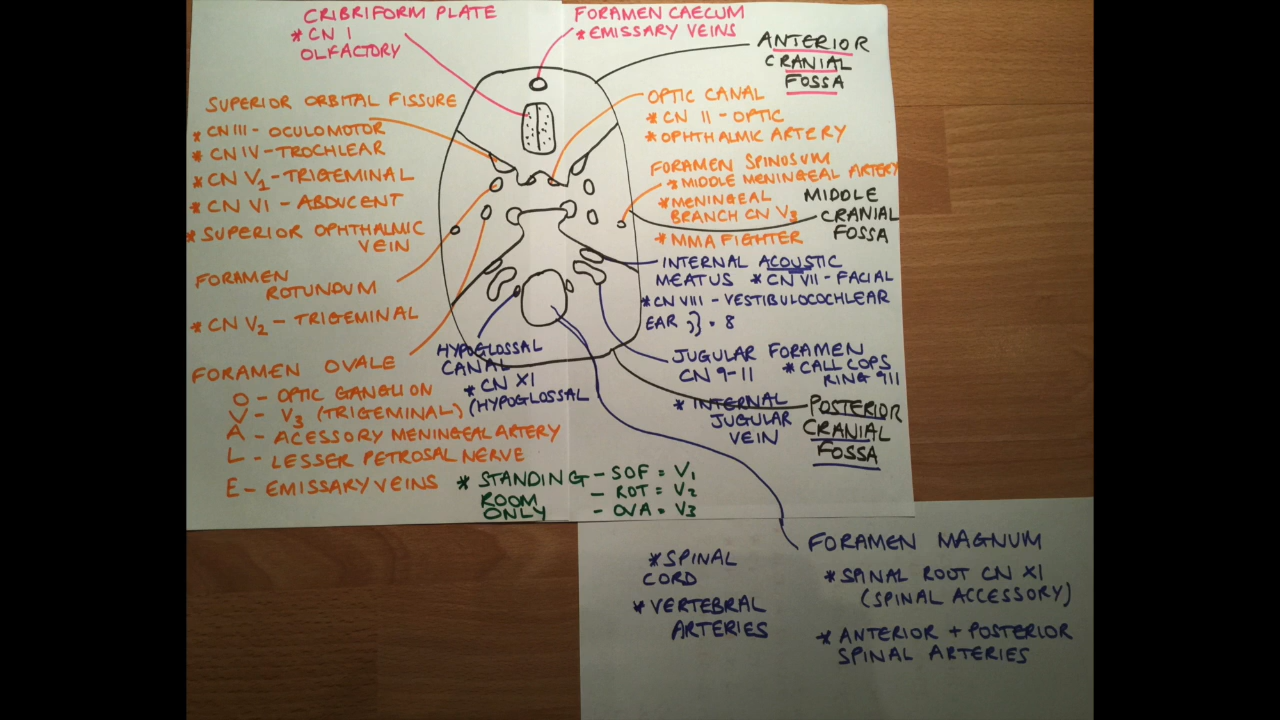 CRIBRIFORM PLATE
* CN I
OLFACTORY
FORAMEN CAECUM
* EMISSARY VEINS
ANTERIOR
CRANIAL
FOSSA
SUPERIOR ORBITAL FISSURE
* CN III - OCULOMOTOR
* CN IV - TROCHLEAR
* CN V1 - TRIGEMINAL
* CN VI - ABDUCENT
* SUPERIOR OPHTHALMIC
VEIN
OPTIC CANAL
* CN II - OPTIC
* OPHTHALMIC ARTERY
FORAMEN SPINOSUM
* MIDDLE MENINGEAL ARTERY
* MENINGEAL
BRANCH CN V3
* MMA FIGHTER
MIDDLE
CRANIAL
FOSSA
FORAMEN
ROTUNDUM
* CN V2 - TRIGEMINAL
INTERNAL ACOUSTIC
MEATUS * CN VII - FACIAL
* CN VIII - VESTIBULOCOCHLEAR
EAR = 8
FORAMEN OVALE
O - OPTIC GANGLION
V - V3 (TRIGEMINAL)
A - ACESSORY MENINGEAL ARTERY
L - LESSER PETROSAL NERVE
E - EMISSARY VEINS
HYPOGLOSSAL
CANAL
* CN XI
(HYPOGLOSSAL
JUGULAR FORAMEN
CN 9-11 * CALL COPS
RING 911
* INTERNAL
JUGULAR
VEIN
POSTERIOR
CRANIAL
FOSSA
* STANDING - SOF = V1
ROOM - ROT = V2
ONLY - OVA = V3
FORAMEN MAGNUM
* SPINAL
CORD
* VERTEBRAL
ARTERIES
* SPINAL ROOT CN XI
(SPINAL ACCESSORY)
* ANTERIOR + POSTERIOR
SPINAL ARTERIES